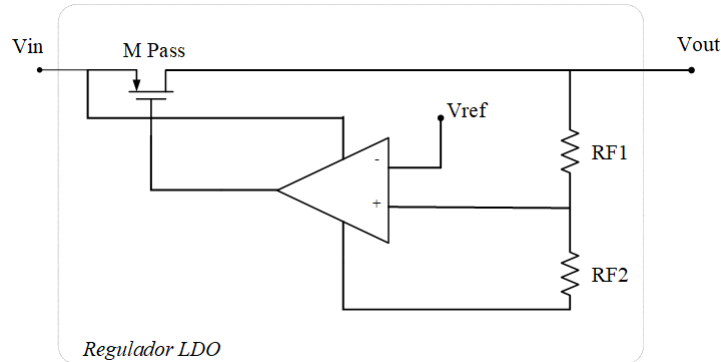 Vin
M Pass
Vout
Vref
-
+
RF1
RF2
Regulador LDO